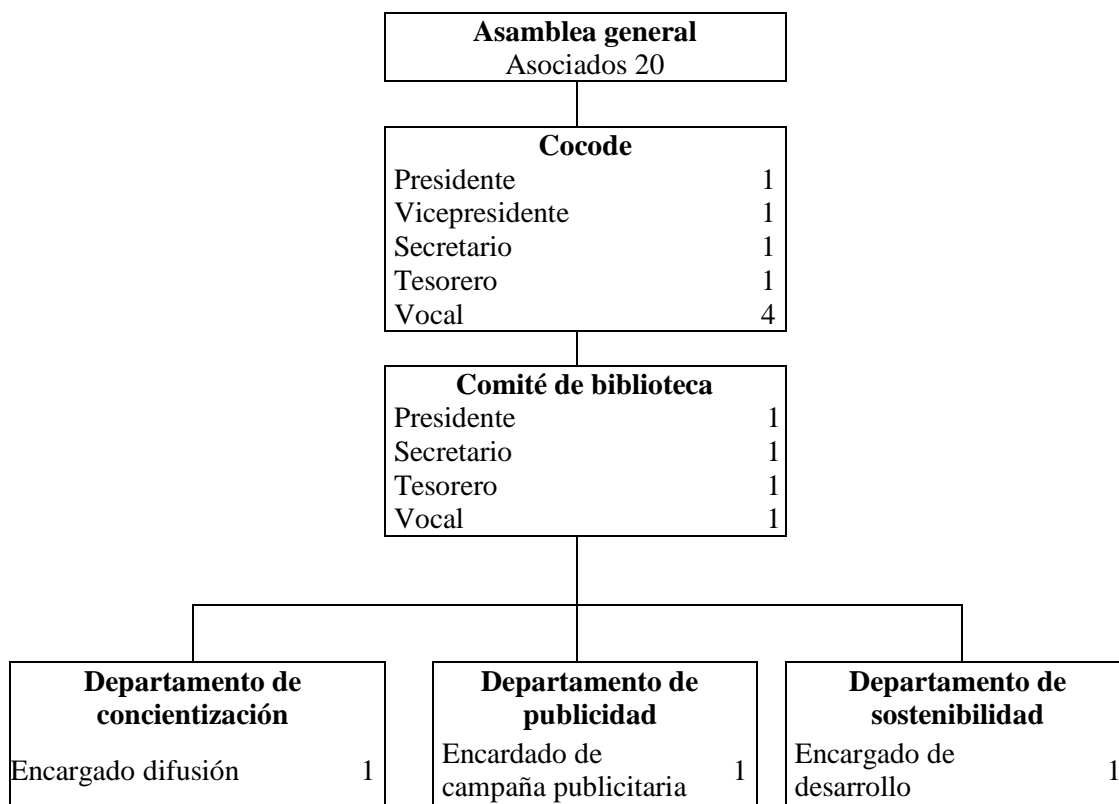 Asamblea general
Asociados 20
Cocode
Presidente 1
Vicepresidente 1
Secretario 1
Tesorero 1
Vocal 4
Comité de biblioteca
Presidente 1
Secretario 1
Tesorero 1
Vocal 1
Departamento de
concientización
Encargado difusión 1
Departamento de
publicidad
Encardado de
campaña publicitaria 1
Departamento de
sostenibilidad
Encargado de
desarrollo 1